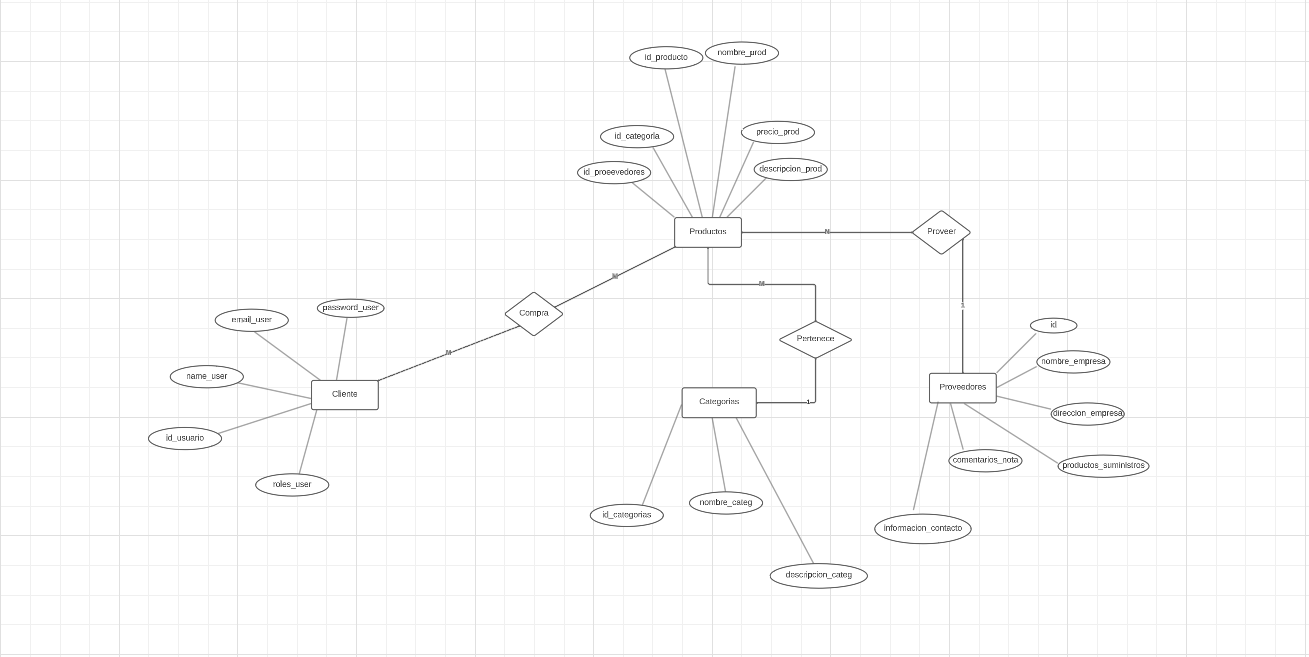 id_producto
nombre_prod
id_categoria
precio_prod
id_proeevedores
descripcion_prod
Productos
M
Proveer
M
M
1
Compra
password_user
email_user
Pertenece
id
M
nombre_empresa
name_user
Cliente
Categorias
1
Proveedores
direccion_empresa
id_usuario
comentarios_nota
productos_suministros
roles_user
id_categorias
nombre_categ
informacion_contacto
descripcion_categ